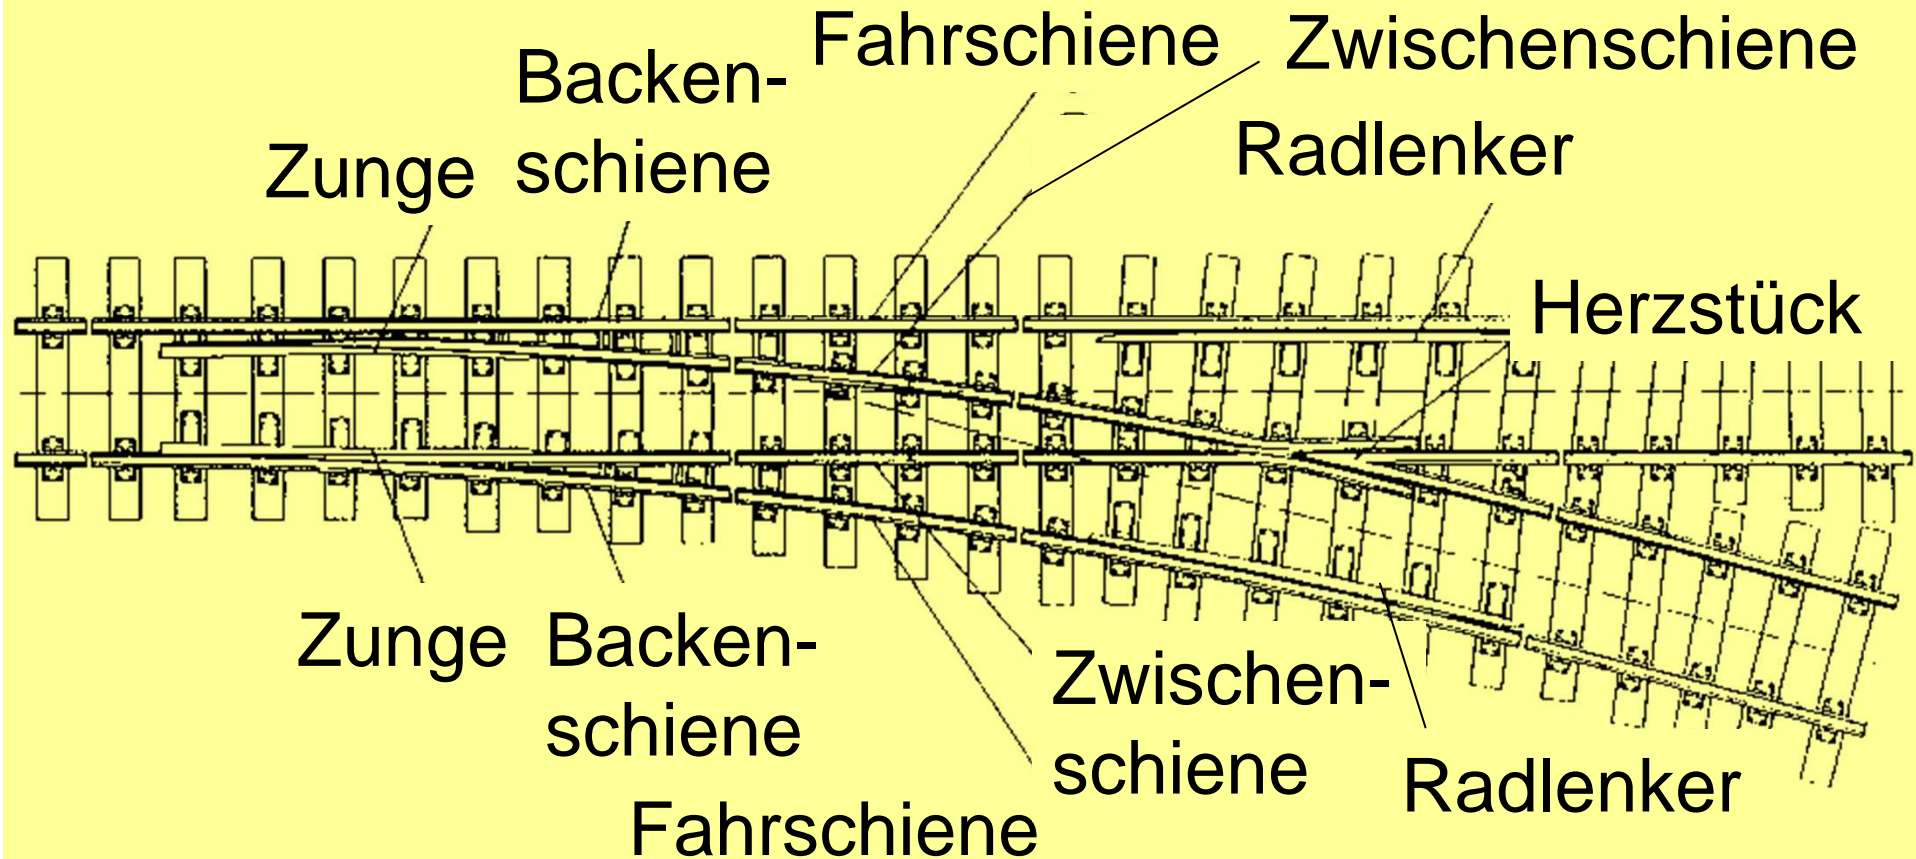 Fahrschiene
Zwischenschiene
Backen-
schiene
Zunge
Radlenker
Herzstück
Zunge
Backen-
schiene
Zwischen-
schiene
Radlenker
Fahrschiene